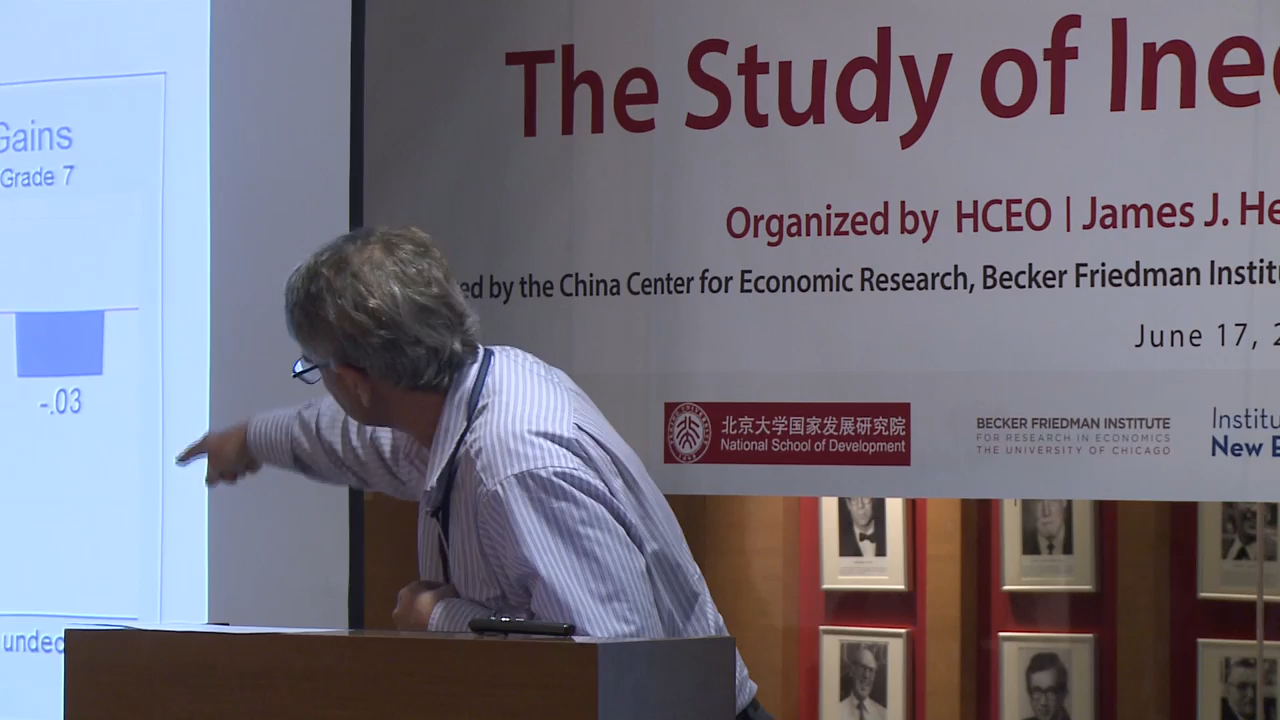 Gains
Grade 7
-.03
The Study of Ine
Organized by HCEO | James J. He
ed by the China Center for Economic Research, Becker Friedman Instit
June 17, 2
北京大学国家发展研究院
National School of Development
BECKER FRIEDMAN INSTITUTE
FOR RESEARCH IN ECONOMICS
THE UNIVERSITY OF CHICAGO
Institu
New E
undec